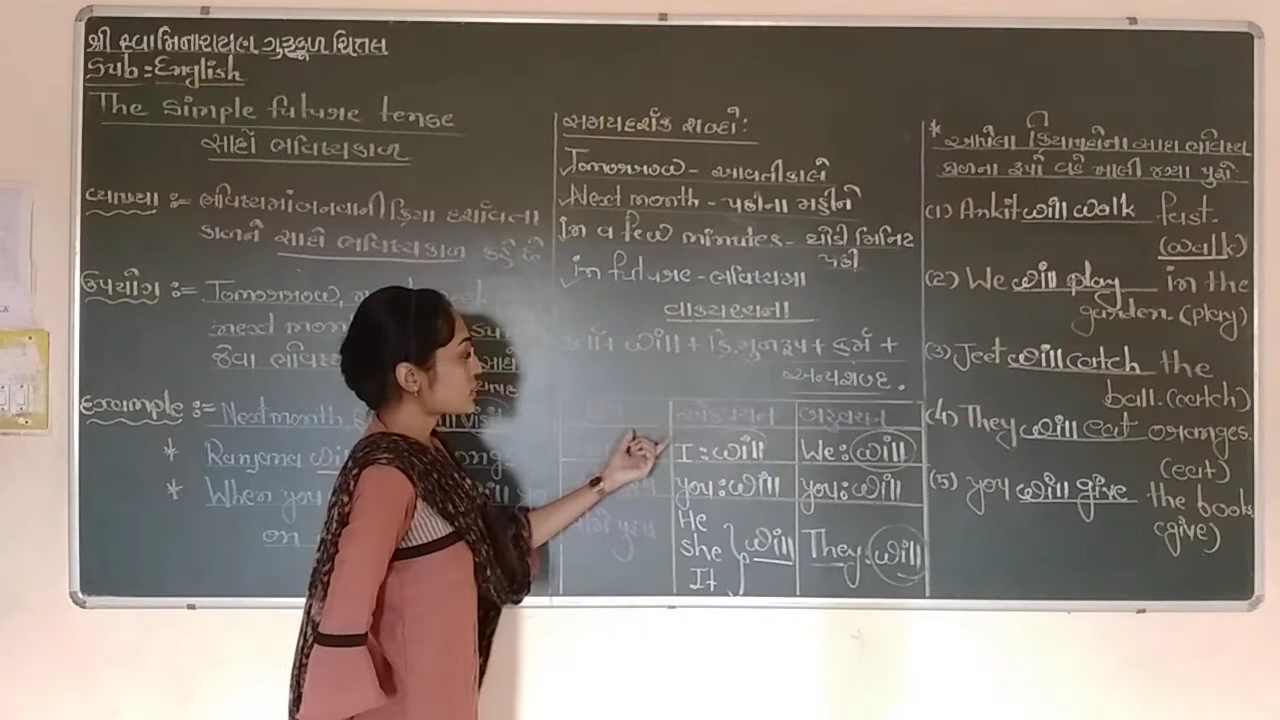 શ્રી સ્વામિનારાયણ ગુરુકૂળ ચિત્તલ
Sub:English
The simple future tense
સાદો ભવિષ્યકાળ
વ્યાખ્યા :- ભવિષ્યમાં બનવાની ક્રિયા દર્શાવતા
કાળને સાદો ભવિષ્યકાળ કહે છે
ઉપયોગ :- Tomorrow,
next
જેવા
Example :- Next month, visit
* Ranjana
* When you
on
સમયદર્શક શબ્દો:
Tomorrow - આવતીકાલે
Next month - પછીના મહીને
In a few minutes - થોડી મિનિટ
પછી
in future - ભવિષ્યમા
વાક્યરચના!
કર્તા + will + ક્રિ.મુળરૂપ + કર્મ +
અન્યશબ્દ.
એકવચન બહુવચન
I : will We : will
you : will you : will
He
she } will They : will
It
* આપેલા ક્રિયાપદોના સાદા ભવિષ્ય
કાળના રૂપો વડે ખાલી જગ્યા પુરો
(1) Ankit will walk fast.
(walk)
(2) We will play in the
garden. (play)
(3) Jeet will catch the
ball. (catch)
(4) They will eat oranges.
(eat)
(5) you will give the books.
(give)